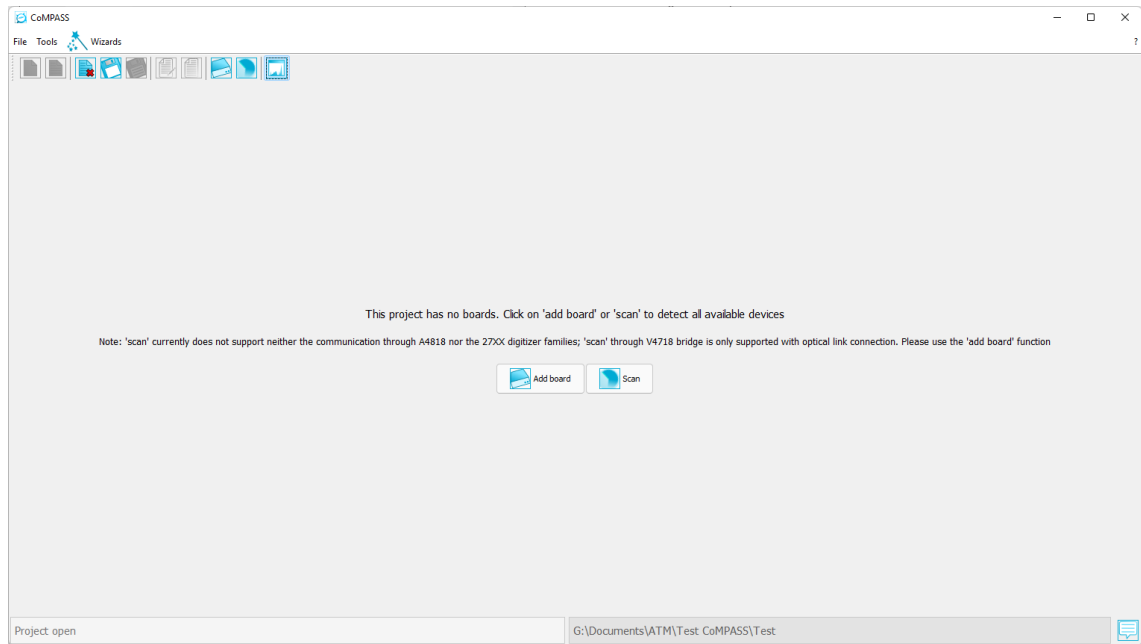 CoMPASS
File Tools Wizards ?
This project has no boards. Click on 'add board' or 'scan' to detect all available devices
Note: 'scan' currently does not support neither the communication through A4818 nor the 27XX digitizer families; 'scan' through V4718 bridge is only supported with optical link connection. Please use the 'add board' function
Add board Scan
Project open G:\Documents\ATM\Test CoMPASS\Test